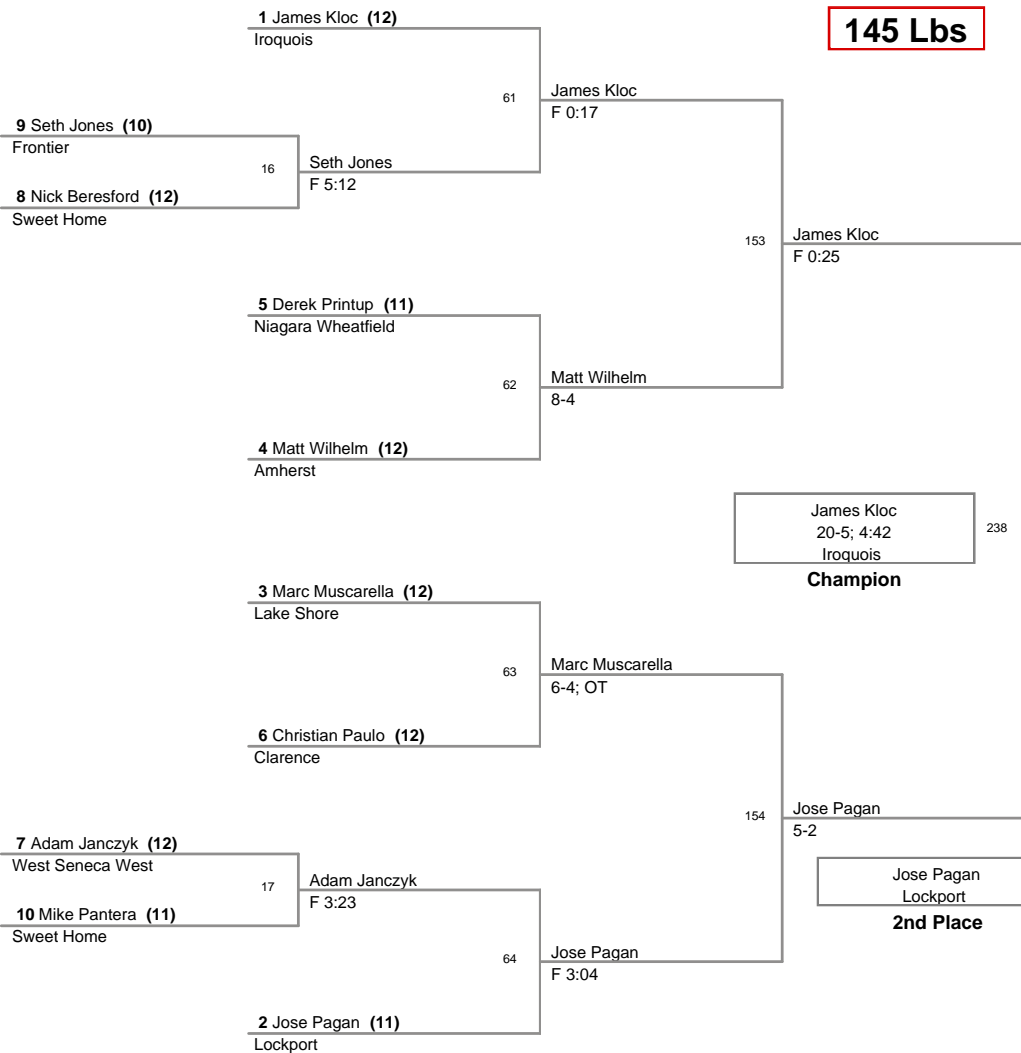 1 James Kloc (12)
Iroquois
145 Lbs
61
James Kloc
F 0:17
9 Seth Jones (10)
Frontier
16
Seth Jones
F 5:12
8 Nick Beresford (12)
Sweet Home
153
James Kloc
F 0:25
5 Derek Printup (11)
Niagara Wheatfield
62
Matt Wilhelm
8-4
4 Matt Wilhelm (12)
Amherst
James Kloc
20-5; 4:42
Iroquois
238
Champion
3 Marc Muscarella (12)
Lake Shore
63
Marc Muscarella
6-4; OT
6 Christian Paulo (12)
Clarence
154
Jose Pagan
5-2
7 Adam Janczyk (12)
West Seneca West
17
Adam Janczyk
F 3:23
10 Mike Pantera (11)
Sweet Home
Jose Pagan
Lockport
2nd Place
64
Jose Pagan
F 3:04
2 Jose Pagan (11)
Lockport